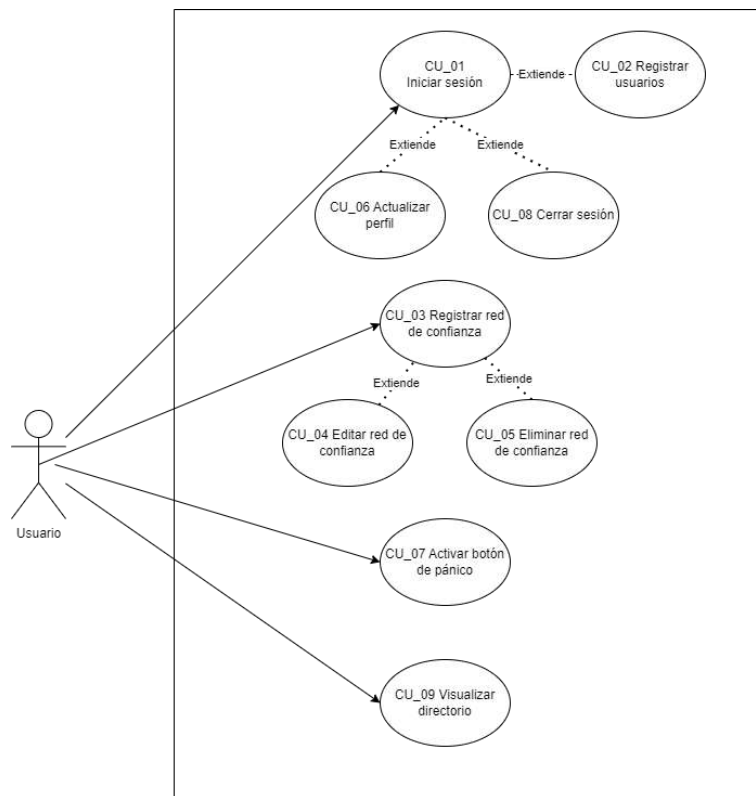 CU_01
Iniciar sesión
Extiende
CU_02 Registrar
usuarios
Extiende
Extiende
CU_06 Actualizar
perfil
CU_08 Cerrar sesión
CU_03 Registrar red
de confianza
Extiende
Extiende
CU_04 Editar red de
confianza
CU_05 Eliminar red
de confianza
Usuario
CU_07 Activar botón
de pánico
CU_09 Visualizar
directorio